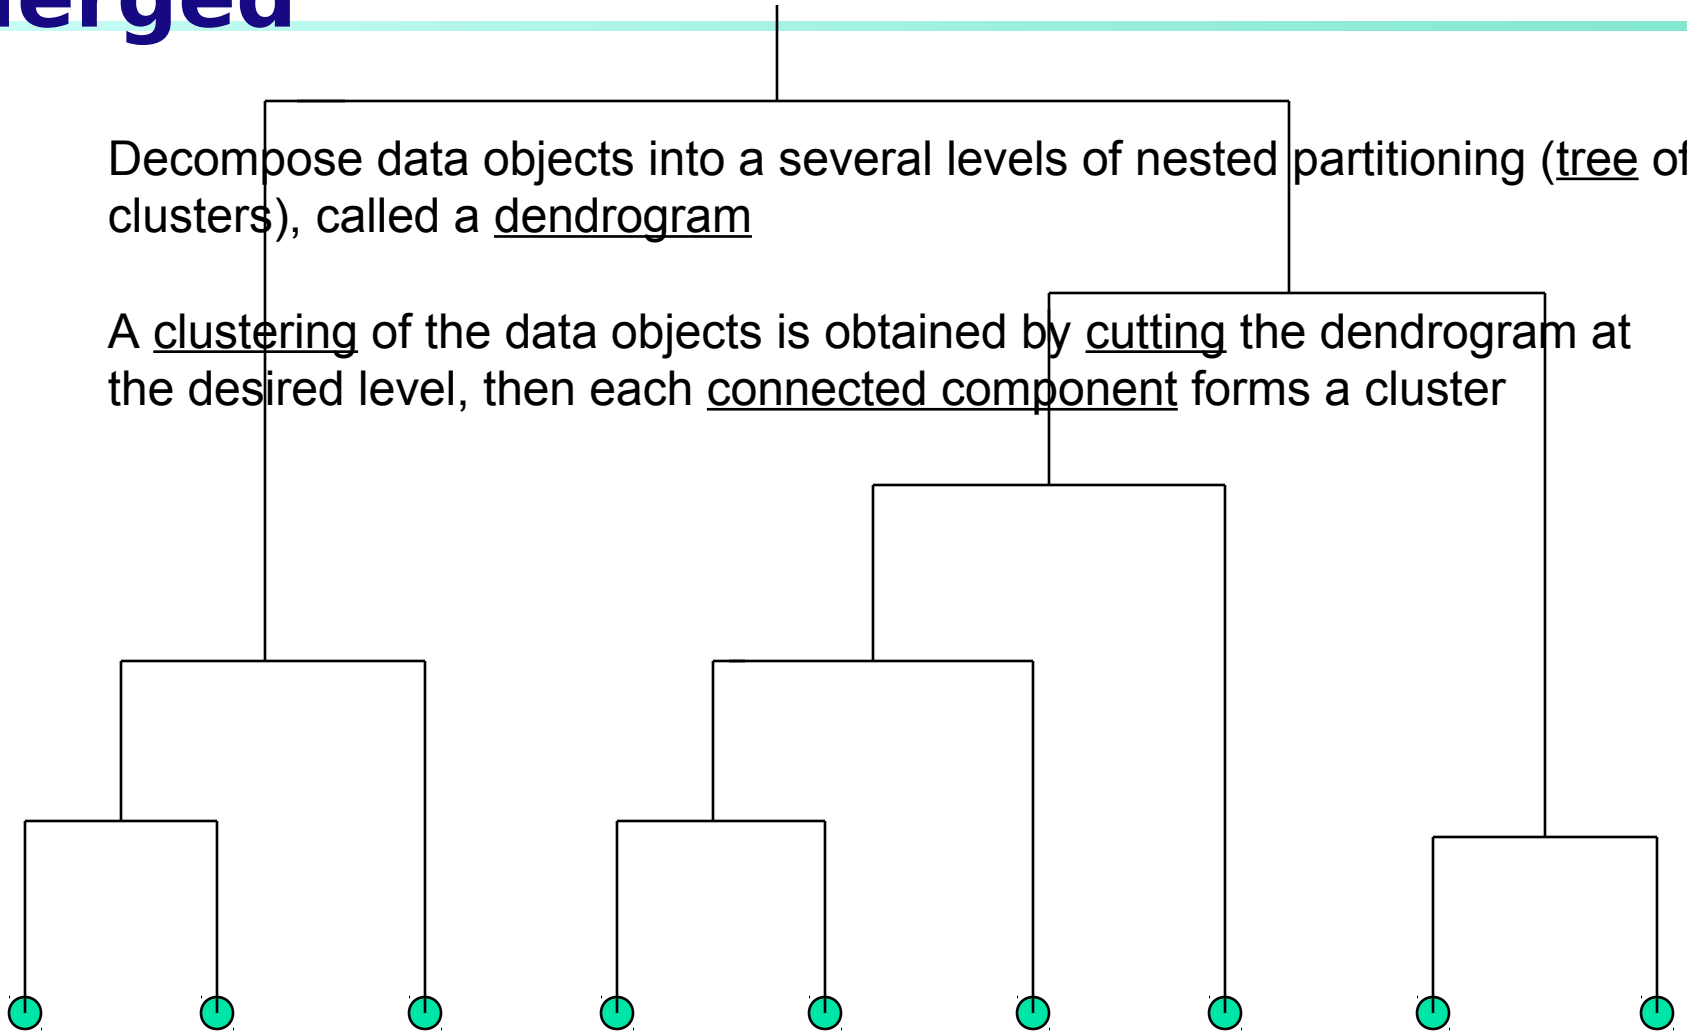 Decompose data objects into a several levels of nested partitioning (tree of
clusters), called a dendrogram
A clustering of the data objects is obtained by cutting the dendrogram at
the desired level, then each connected component forms a cluster